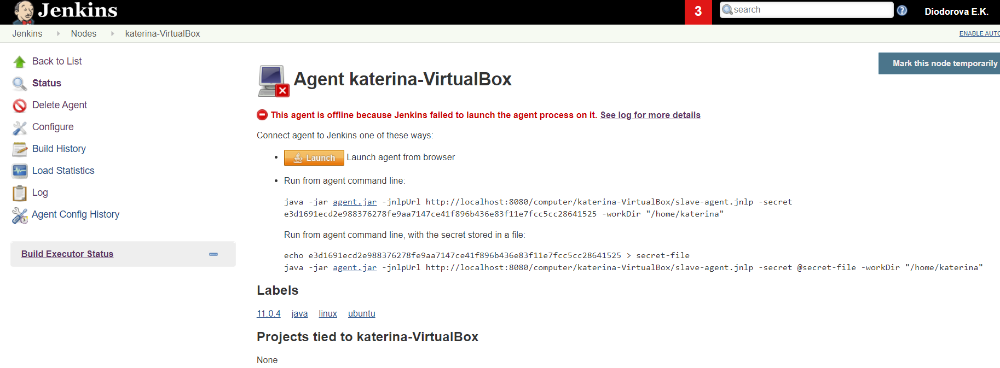 Jenkins
3
search
Diodorova E.K.
Jenkins
Nodes
katerina-VirtualBox
ENABLE AUTO
Back to List
Status
Delete Agent
Configure
Build History
Load Statistics
Log
Agent Config History
Build Executor Status
Mark this node temporarily
Agent katerina-VirtualBox
This agent is offline because Jenkins failed to launch the agent process on it. See log for more details
Connect agent to Jenkins one of these ways:
Launch Launch agent from browser
Run from agent command line:
java -jar agent.jar -jnlpUrl http://localhost:8080/computer/katerina-VirtualBox/slave-agent.jnlp -secret
e3d1691ecd2e988376278fe9aa7147ce41f896b436e83f11e7fcc5cc28641525 -workDir "/home/katerina"
Run from agent command line, with the secret stored in a file:
echo e3d1691ecd2e988376278fe9aa7147ce41f896b436e83f11e7fcc5cc28641525 > secret-file
java -jar agent.jar -jnlpUrl http://localhost:8080/computer/katerina-VirtualBox/slave-agent.jnlp -secret @secret-file -workDir "/home/katerina"
Labels
11.0.4 java linux ubuntu
Projects tied to katerina-VirtualBox
None